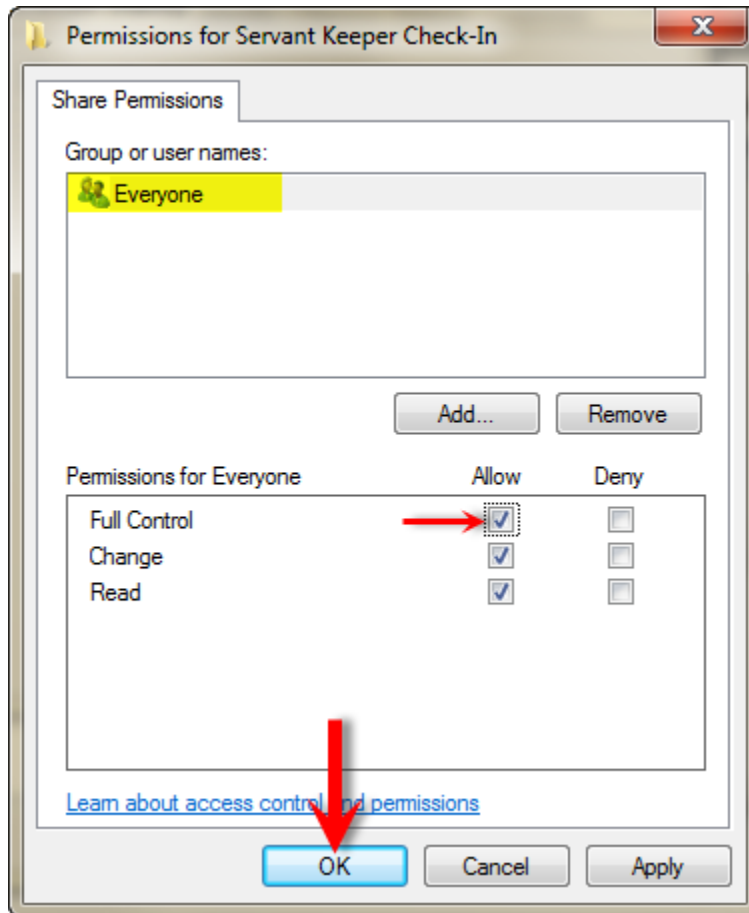 Permissions for Servant Keeper Check-In
Share Permissions
Group or user names:
Everyone
Add... Remove
Permissions for Everyone Allow Deny
Full Control
Change
Read
Learn about access control and permissions
OK Cancel Apply